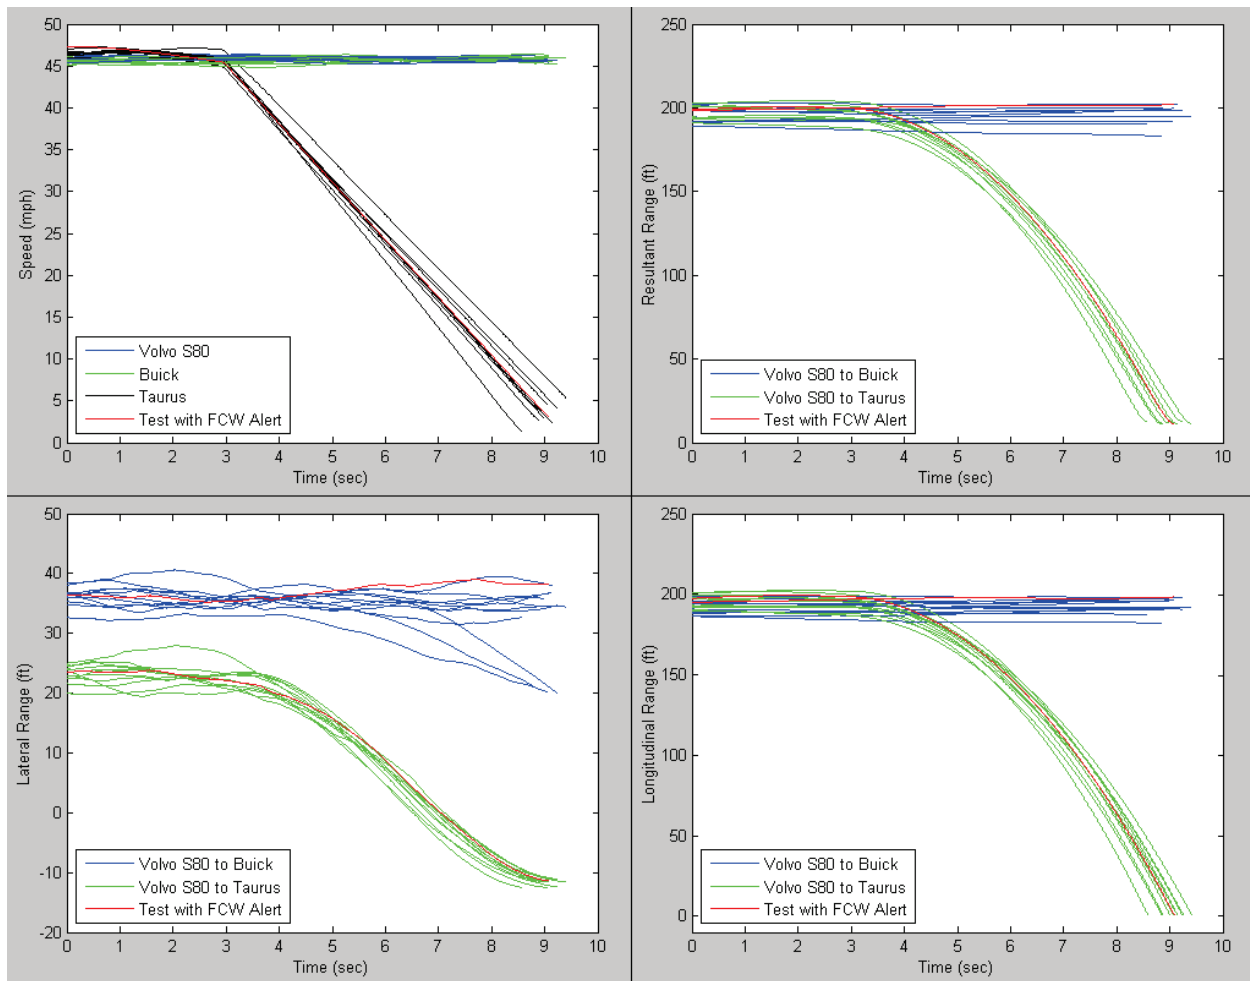 50
45
40
35
30
25
20
15
10
5
0
Speed (mph)
Volvo S80
Buick
Taurus
Test with FCW Alert
0 1 2 3 4 5 6 7 8 9 10
Time (sec)
250
200
150
100
50
0
Resultant Range (ft)
Volvo S80 to Buick
Volvo S80 to Taurus
Test with FCW Alert
0 1 2 3 4 5 6 7 8 9 10
Time (sec)
50
40
30
20
10
0
-10
-20
Lateral Range (ft)
Volvo S80 to Buick
Volvo S80 to Taurus
Test with FCW Alert
0 1 2 3 4 5 6 7 8 9 10
Time (sec)
250
200
150
100
50
0
Longitudinal Range (ft)
Volvo S80 to Buick
Volvo S80 to Taurus
Test with FCW Alert
0 1 2 3 4 5 6 7 8 9 10
Time (sec)